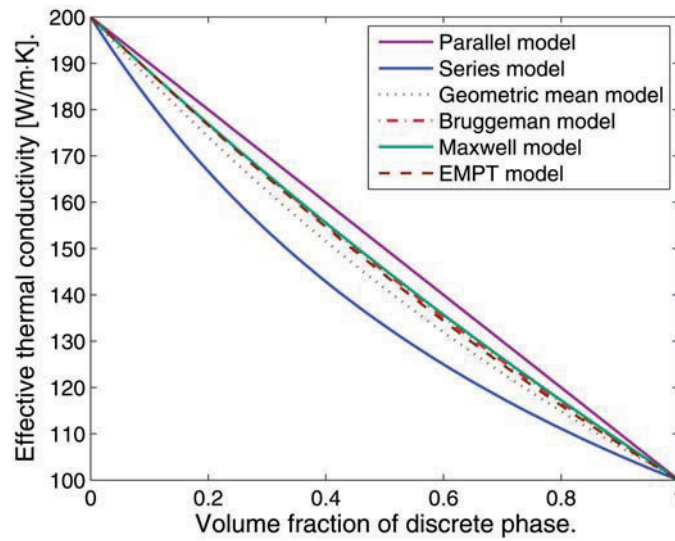 Effective thermal conductivity [W/m·K].
200
190
180
170
160
150
140
130
120
110
100
Parallel model
Series model
Geometric mean model
Bruggeman model
Maxwell model
EMPT model
0
0.2
0.4
0.6
0.8
Volume fraction of discrete phase.